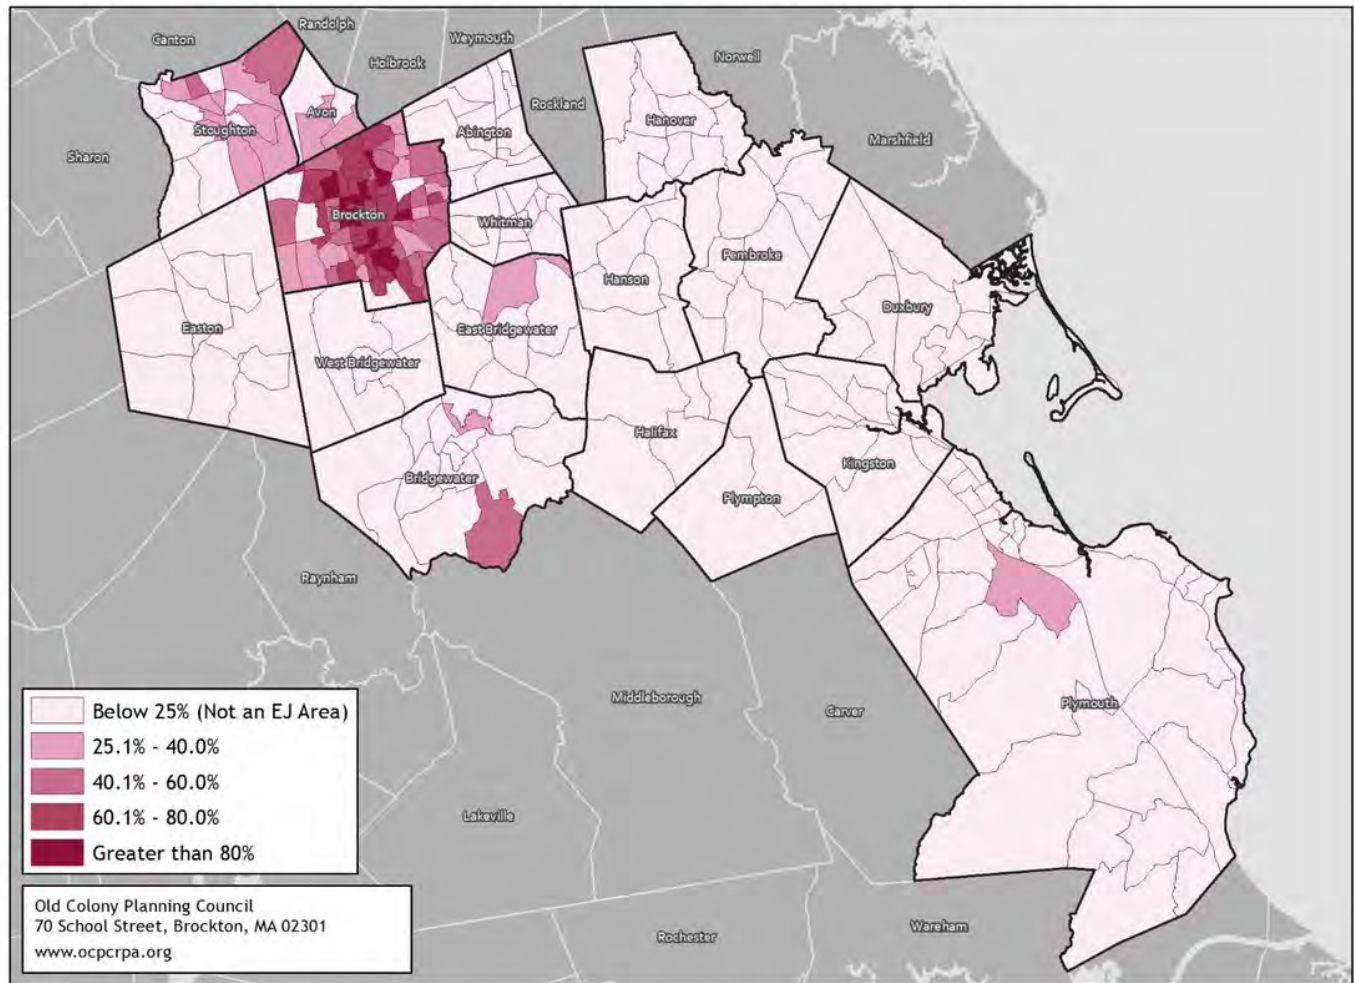 Randolph
Canton
Weymouth
Norwell
Holbrook
Rockland
Avon
Hanover
Stoughton
Abington
Marshfield
Sharon
Brockton
Whitman
Pembroke
Hanson
Duxbury
Easton
East Bridgewater
West Bridgewater
Halifax
Kingston
Bridgewater
Plympton
Raynham
Middleborough
Plymouth
Carver
Lakeville
Rochester
Wareham
Below 25% (Not an EJ Area)
25.1% - 40.0%
40.1% - 60.0%
60.1% - 80.0%
Greater than 80%
Old Colony Planning Council
70 School Street, Brockton, MA 02301
www.ocpcrpa.org